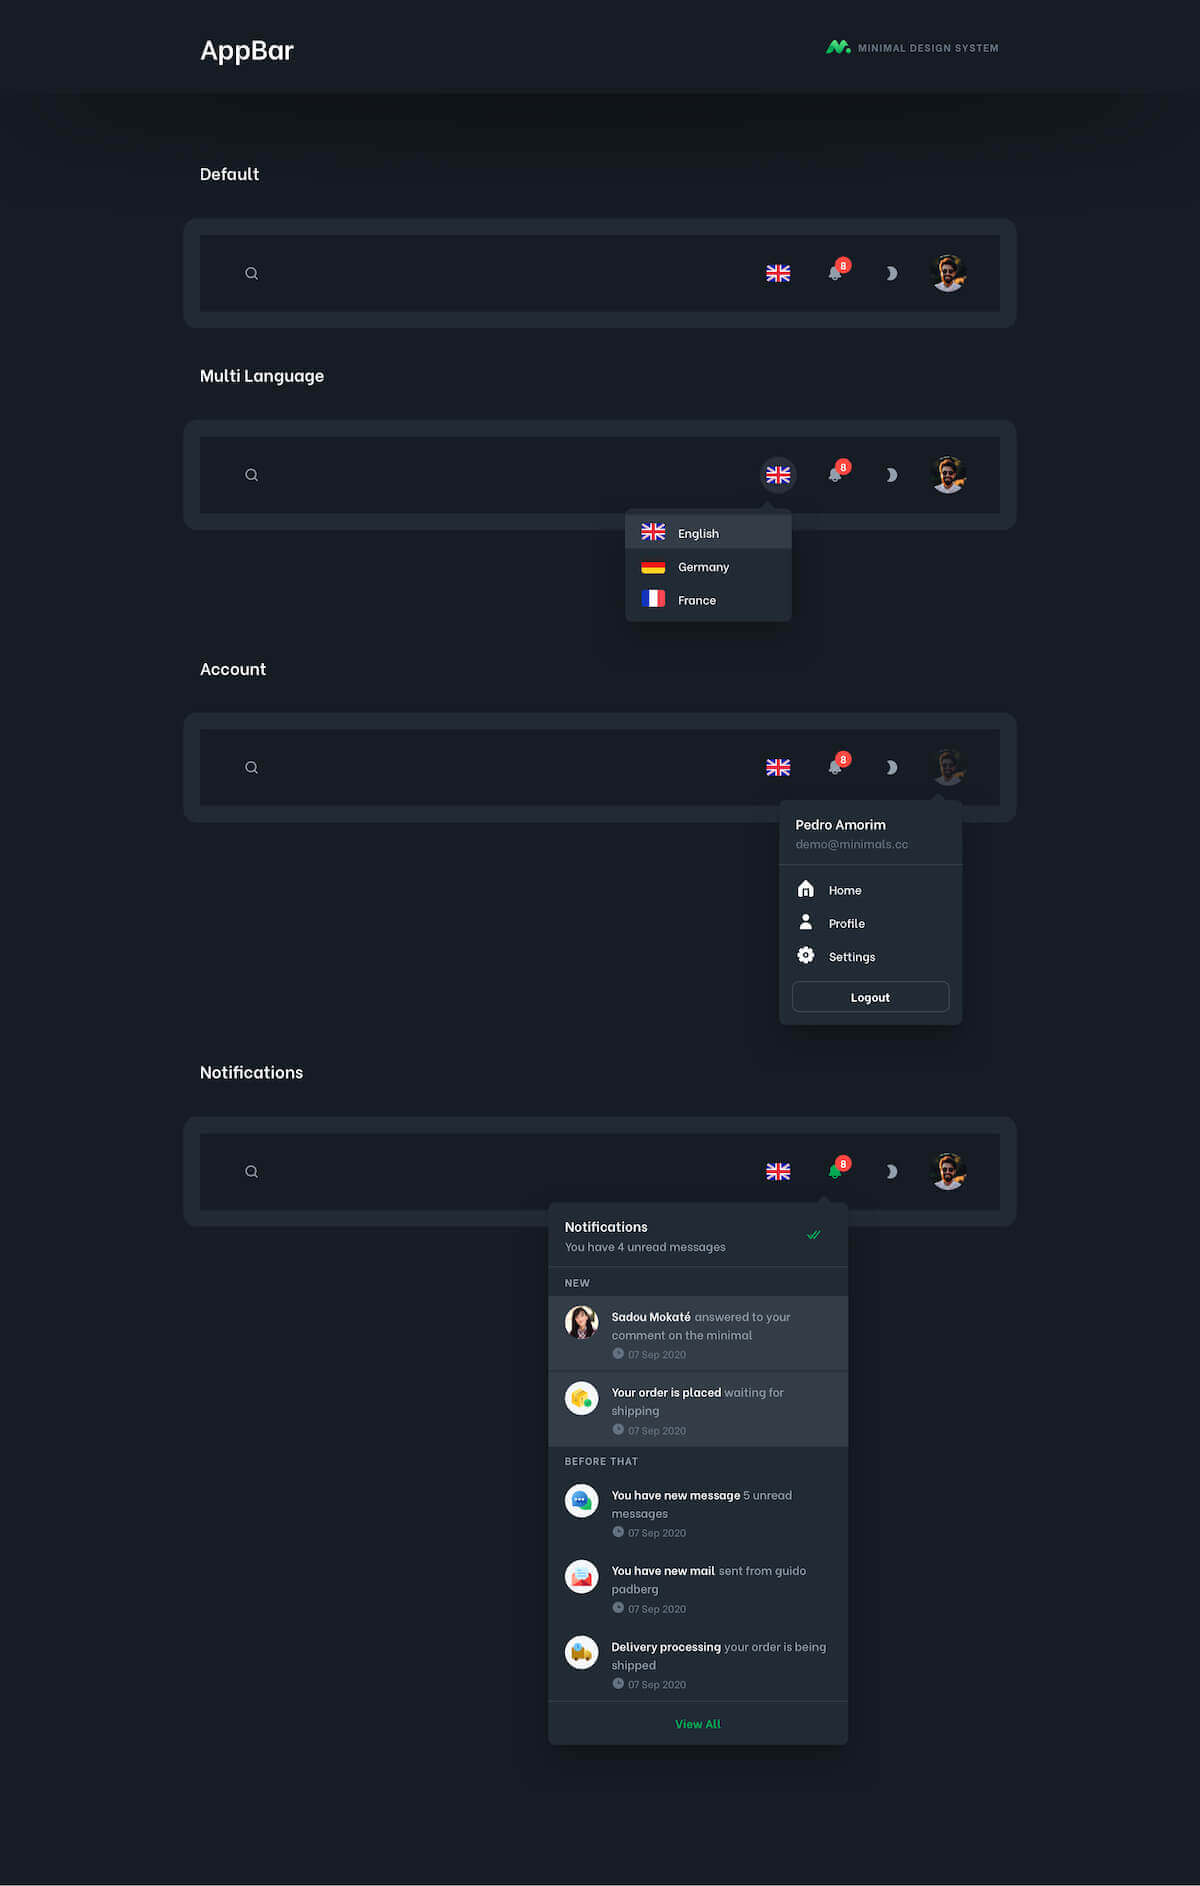 AppBar
MINIMAL DESIGN SYSTEM
Default
8
Multi Language
8
English
Germany
France
Account
8
Pedro Amorim
demo@minimals.cc
Home
Profile
Settings
Logout
Notifications
8
Notifications
You have 4 unread messages
NEW
Sadou Mokaté answered to your
comment on the minimal
07 Sep 2020
Your order is placed waiting for
shipping
07 Sep 2020
BEFORE THAT
You have new message 5 unread
messages
07 Sep 2020
You have new mail sent from guido
padberg
07 Sep 2020
Delivery processing your order is being
shipped
07 Sep 2020
View All